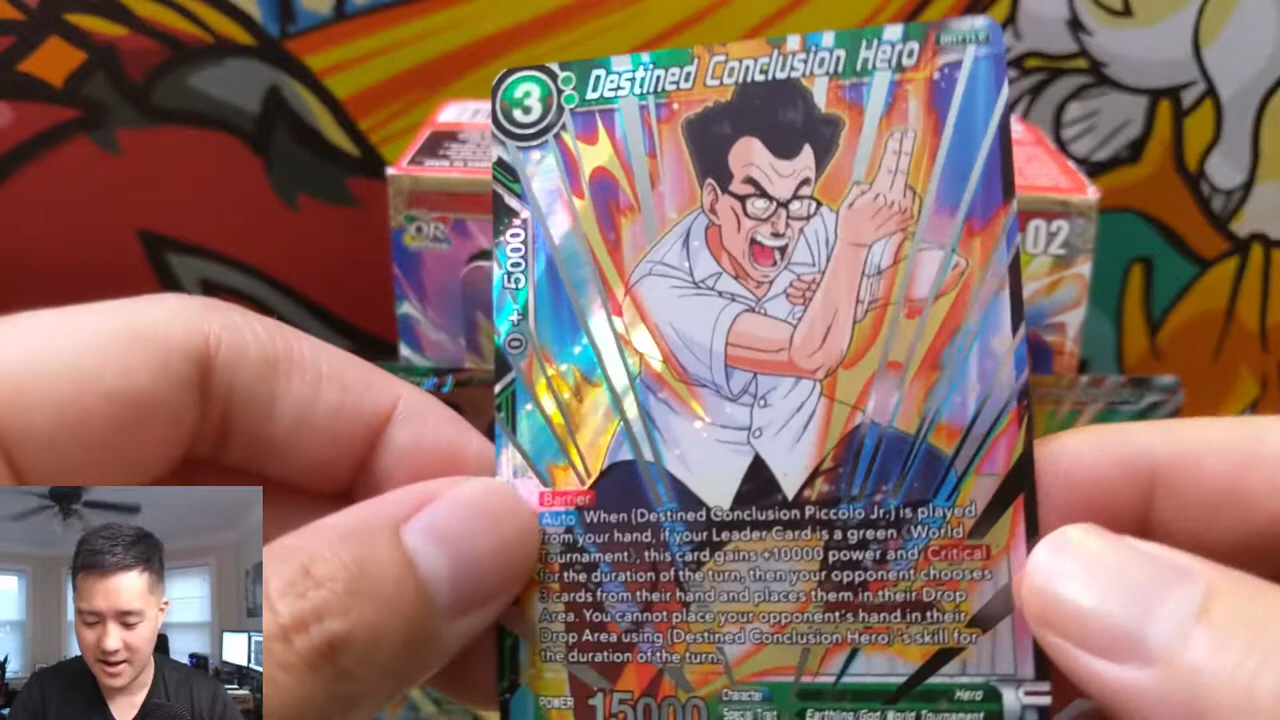 BATTLE
3 Destined Conclusion Hero
0 + 5000
02
Barrier
Auto When {Destined Conclusion Piccolo Jr.} is played
from your hand, if your Leader Card is a green 《World
Tournament》, this card gains +10000 power and Critical
for the duration of the turn, then your opponent chooses
3 cards from their hand and places them in their Drop
Area. You cannot place your opponent's hand in their
Drop Area using {Destined Conclusion Hero}'s skill for
the duration of the turn.
POWER 15000
Character Hero
Special Trait Earthling/God/World Tournament